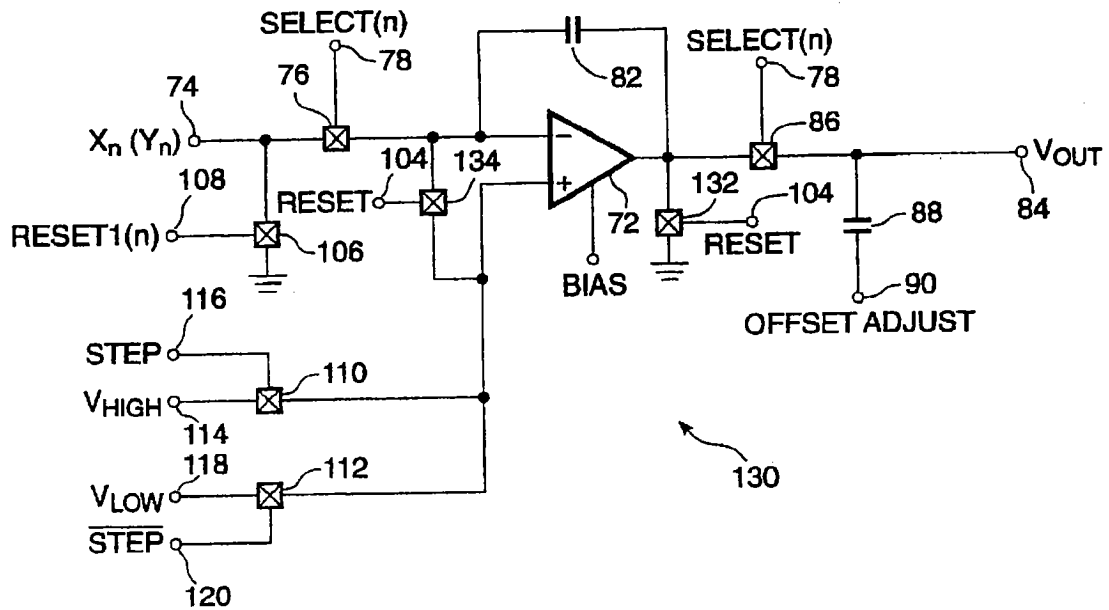 SELECT(n)
78
82
SELECT(n)
78
76
74
86
Xn (Yn)
−
VOUT
84
104
134
108
RESET
+
72
132
104
88
RESET1(n)
106
RESET
BIAS
90
OFFSET ADJUST
116
STEP
110
VHIGH
114
118
112
VLOW
130
STEP
120